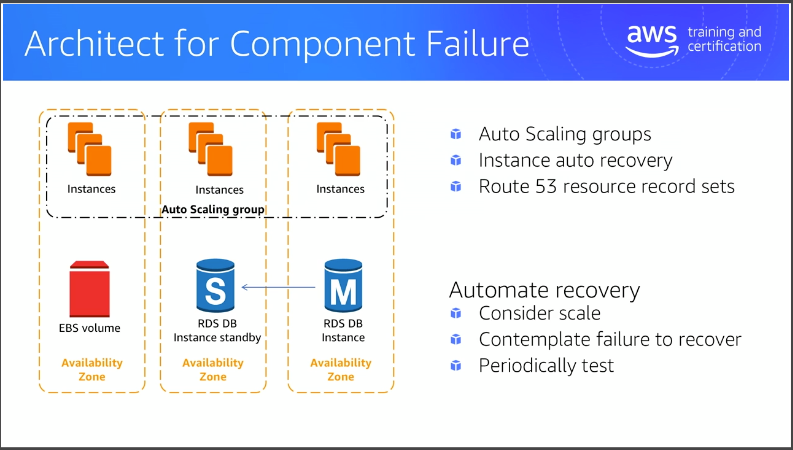 Architect for Component Failure
aws training and
certification
Instances
Instances
Instances
Auto Scaling group
EBS volume
S
RDS DB
Instance standby
M
RDS DB
Instance
Availability
Zone
Availability
Zone
Availability
Zone
Auto Scaling groups
Instance auto recovery
Route 53 resource record sets
Automate recovery
Consider scale
Contemplate failure to recover
Periodically test